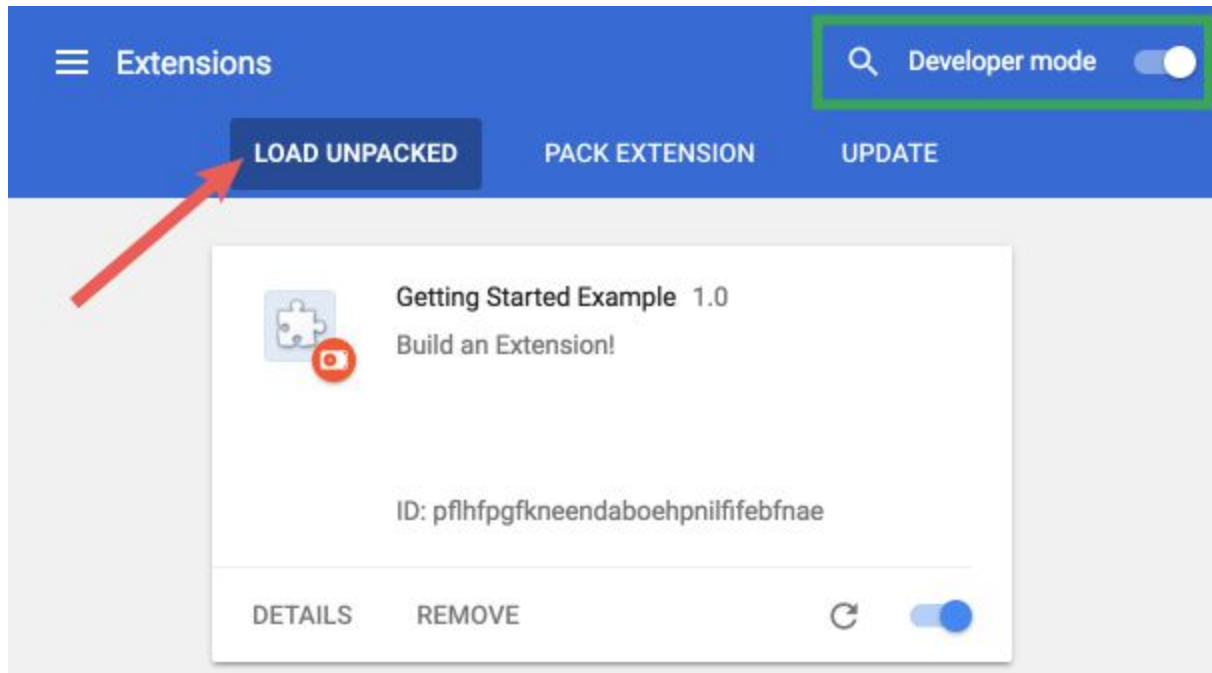 Extensions
Developer mode
LOAD UNPACKED PACK EXTENSION UPDATE
Getting Started Example 1.0
Build an Extension!
ID: pflhfpgfkneendaboehpnilfifebfnae
DETAILS REMOVE